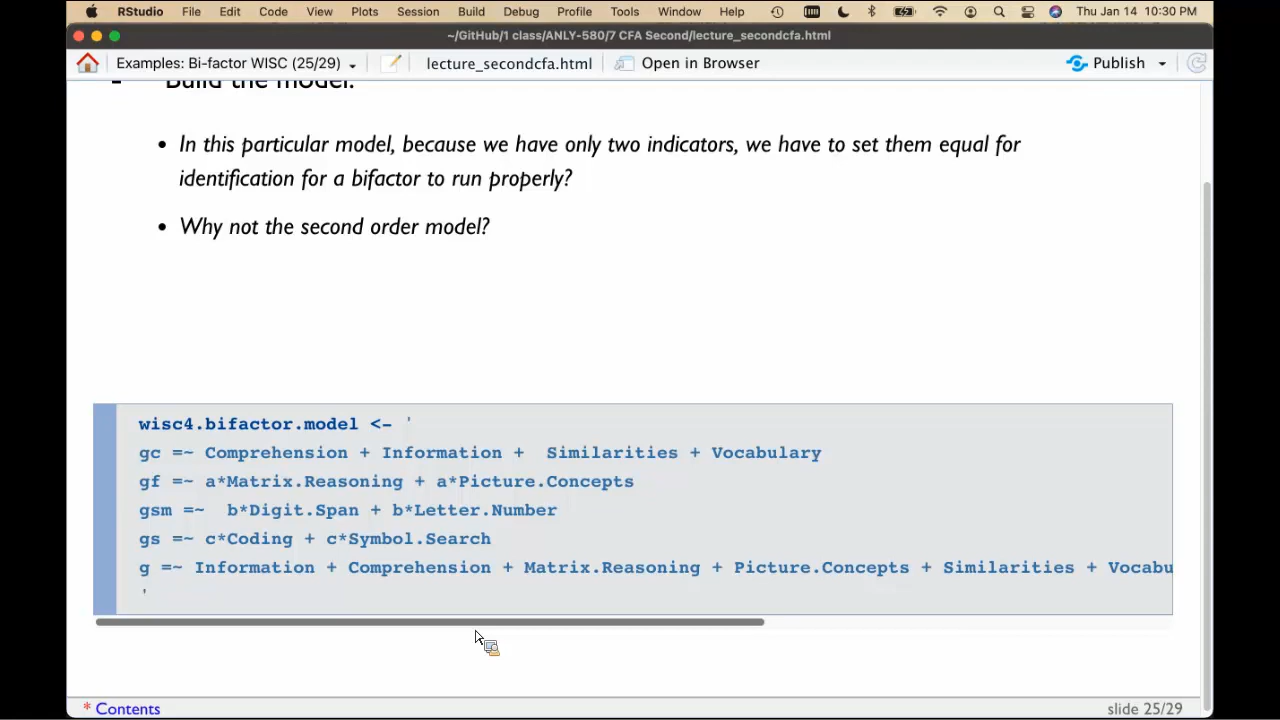 RStudio File Edit Code View Plots Session Build Debug Profile Tools Window Help Thu Jan 14 10:30 PM
~/GitHub/1 class/ANLY-580/7 CFA Second/lecture_secondcfa.html
Examples: Bi-factor WISC (25/29) lecture_secondcfa.html Open in Browser Publish
- Build the model:
• In this particular model, because we have only two indicators, we have to set them equal for
identification for a bifactor to run properly?
• Why not the second order model?
wisc4.bifactor.model <- '
gc =~ Comprehension + Information +  Similarities + Vocabulary
gf =~ a*Matrix.Reasoning + a*Picture.Concepts
gsm =~  b*Digit.Span + b*Letter.Number
gs =~ c*Coding + c*Symbol.Search
g =~ Information + Comprehension + Matrix.Reasoning + Picture.Concepts + Similarities + Vocabu
'
* Contents slide 25/29